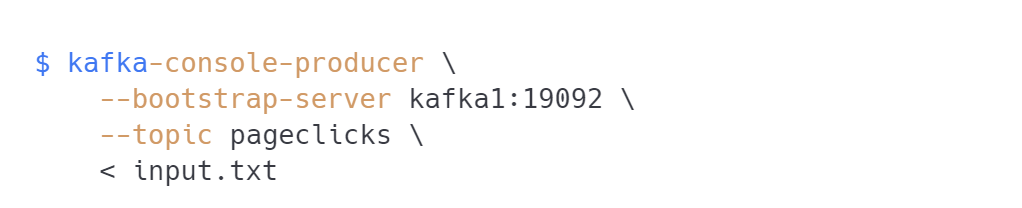 $ kafka-console-producer \
    --bootstrap-server kafka1:19092 \
    --topic pageclicks \
    < input.txt